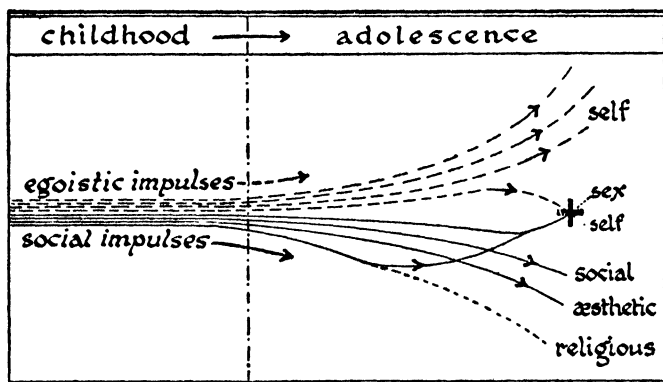 childhood adolescence
self
egoistic impulses
sex
self
social impulses
social
æsthetic
religious